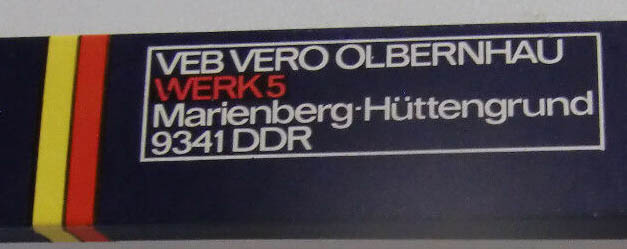 VEB VERO OLBERNHAU
WERK 5
Marienberg-Hüttengrund
9341 DDR